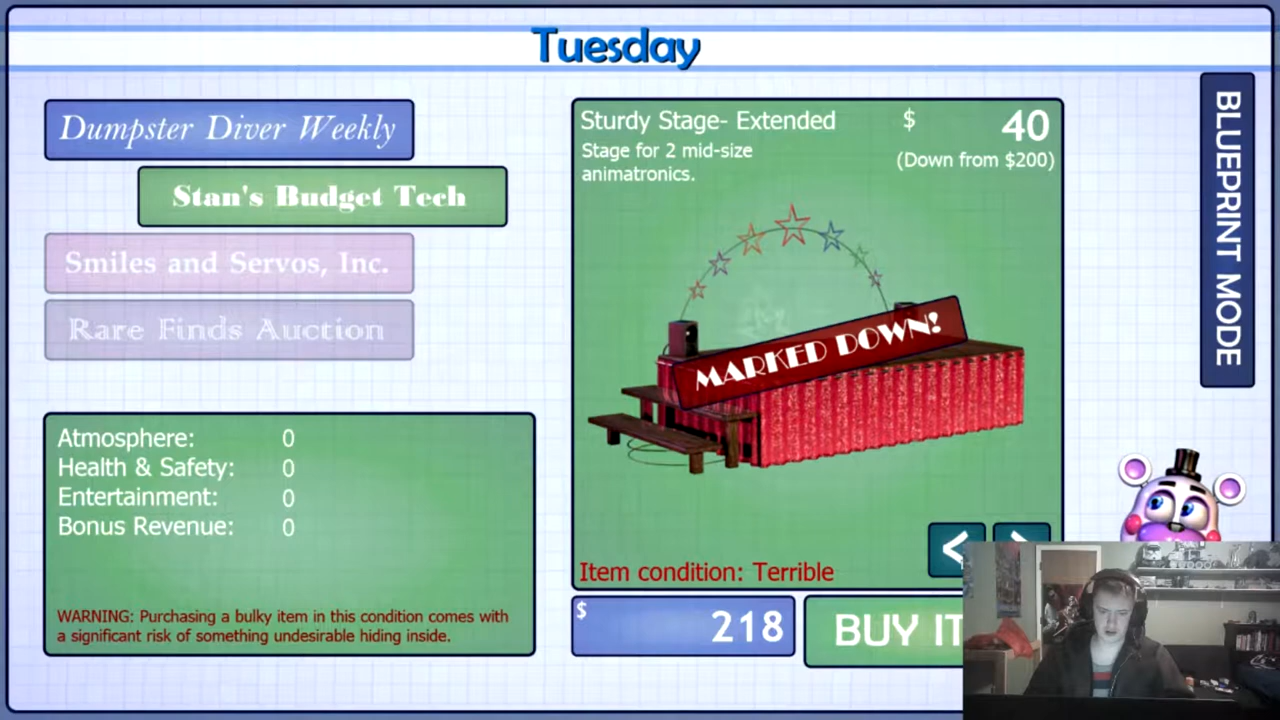 Tuesday
Dumpster Diver Weekly
Stan's Budget Tech
Smiles and Servos, Inc.
Rare Finds Auction
Atmosphere: 0
Health & Safety: 0
Entertainment: 0
Bonus Revenue: 0
WARNING: Purchasing a bulky item in this condition comes with
a significant risk of something undesirable hiding inside.
Sturdy Stage- Extended $ 40
Stage for 2 mid-size
animatronics.
(Down from $200)
MARKED DOWN!
< >
Item condition: Terrible
$ 218
BUY IT
BLUEPRINT MODE